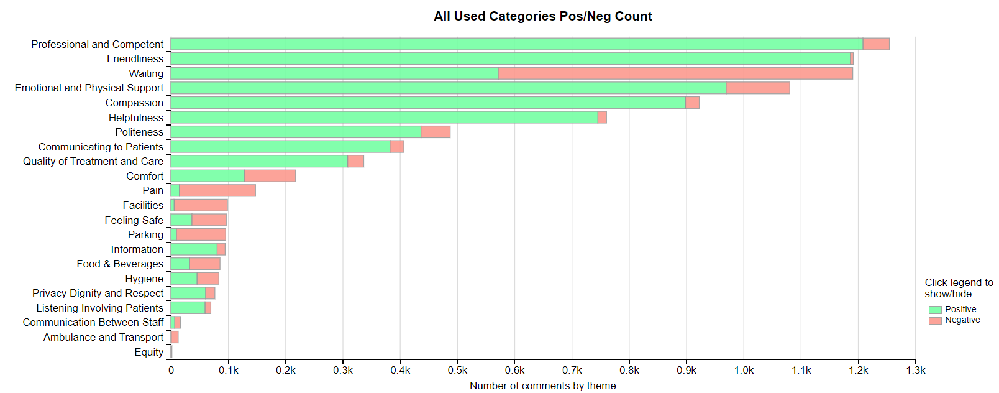 All Used Categories Pos/Neg Count
Professional and Competent
Friendliness
Waiting
Emotional and Physical Support
Compassion
Helpfulness
Politeness
Communicating to Patients
Quality of Treatment and Care
Comfort
Pain
Facilities
Feeling Safe
Parking
Information
Food & Beverages
Hygiene
Privacy Dignity and Respect
Listening Involving Patients
Communication Between Staff
Ambulance and Transport
Equity
0 0.1k 0.2k 0.3k 0.4k 0.5k 0.6k 0.7k 0.8k 0.9k 1.0k 1.1k 1.2k 1.3k
Number of comments by theme
Click legend to
show/hide:
Positive
Negative